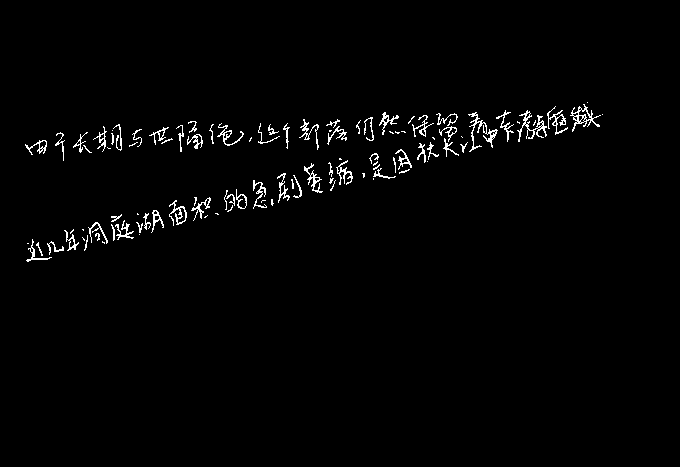 由于长期与世隔绝,这个部落仍然保留着
近几年洞庭湖面积的急剧萎缩,是因